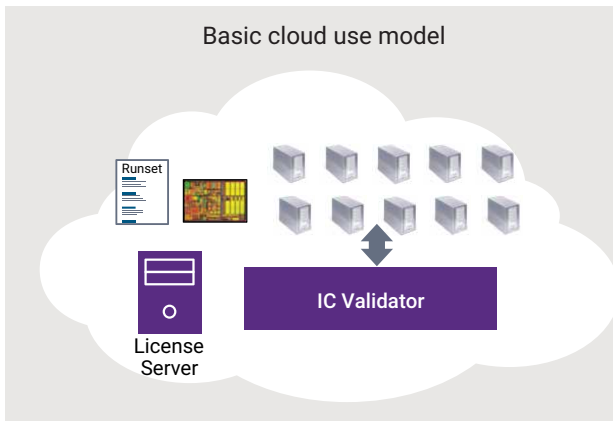 Basic cloud use model
Runset
IC Validator
License
Server